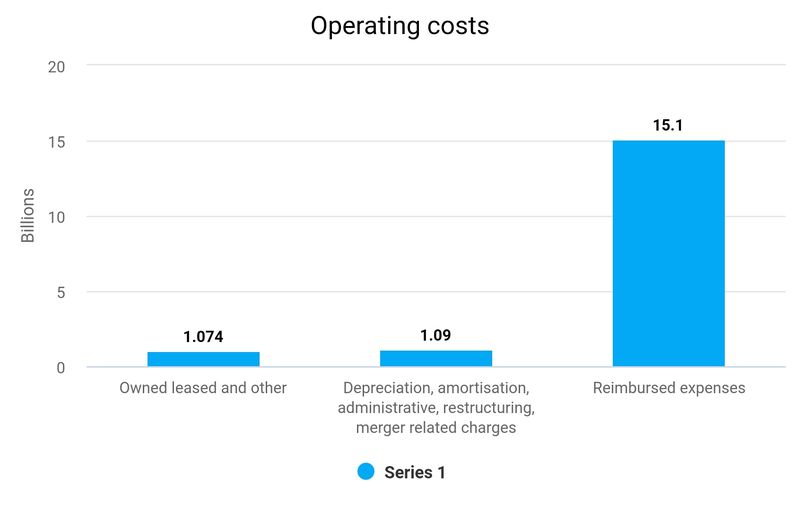 Operating costs
20
15
10
5
0
Billions
1.074
1.09
15.1
Owned leased and other
Depreciation, amortisation,
administrative, restructuring,
merger related charges
Reimbursed expenses
Series 1